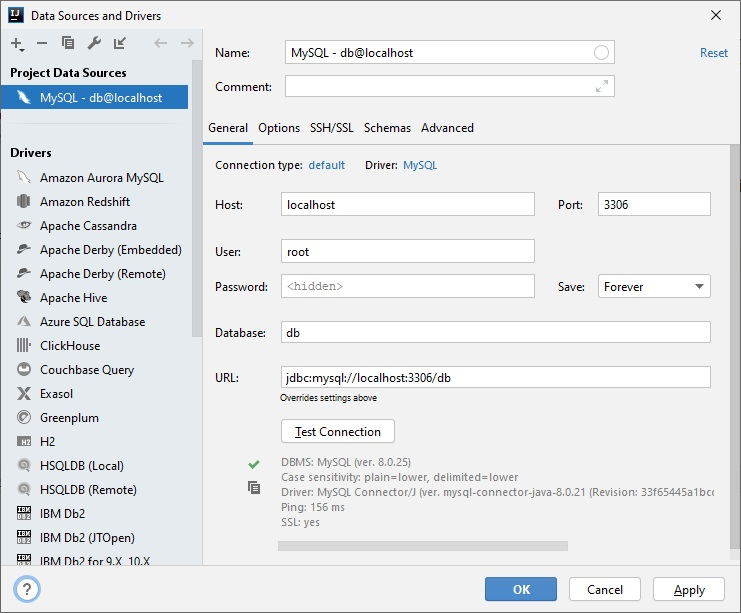 IJ
Data Sources and Drivers
Project Data Sources
MySQL - db@localhost
Drivers
Amazon Aurora MySQL
Amazon Redshift
Apache Cassandra
Apache Derby (Embedded)
Apache Derby (Remote)
Apache Hive
Azure SQL Database
ClickHouse
Couchbase Query
Exasol
Greenplum
H2
HSQLDB (Local)
HSQLDB (Remote)
IBM Db2
IBM Db2 (JTOpen)
IBM Db2 for 9.X, 10.X
Name: MySQL - db@localhost Reset
Comment:
General Options SSH/SSL Schemas Advanced
Connection type: default Driver: MySQL
Host: localhost Port: 3306
User: root
Password: <hidden> Save: Forever
Database: db
URL: jdbc:mysql://localhost:3306/db
Overrides settings above
Test Connection
DBMS: MySQL (ver. 8.0.25)
Case sensitivity: plain=lower, delimited=lower
Driver: MySQL Connector/J (ver. mysql-connector-java-8.0.21 (Revision: 33f65445a1bcc
Ping: 156 ms
SSL: yes
? OK Cancel Apply